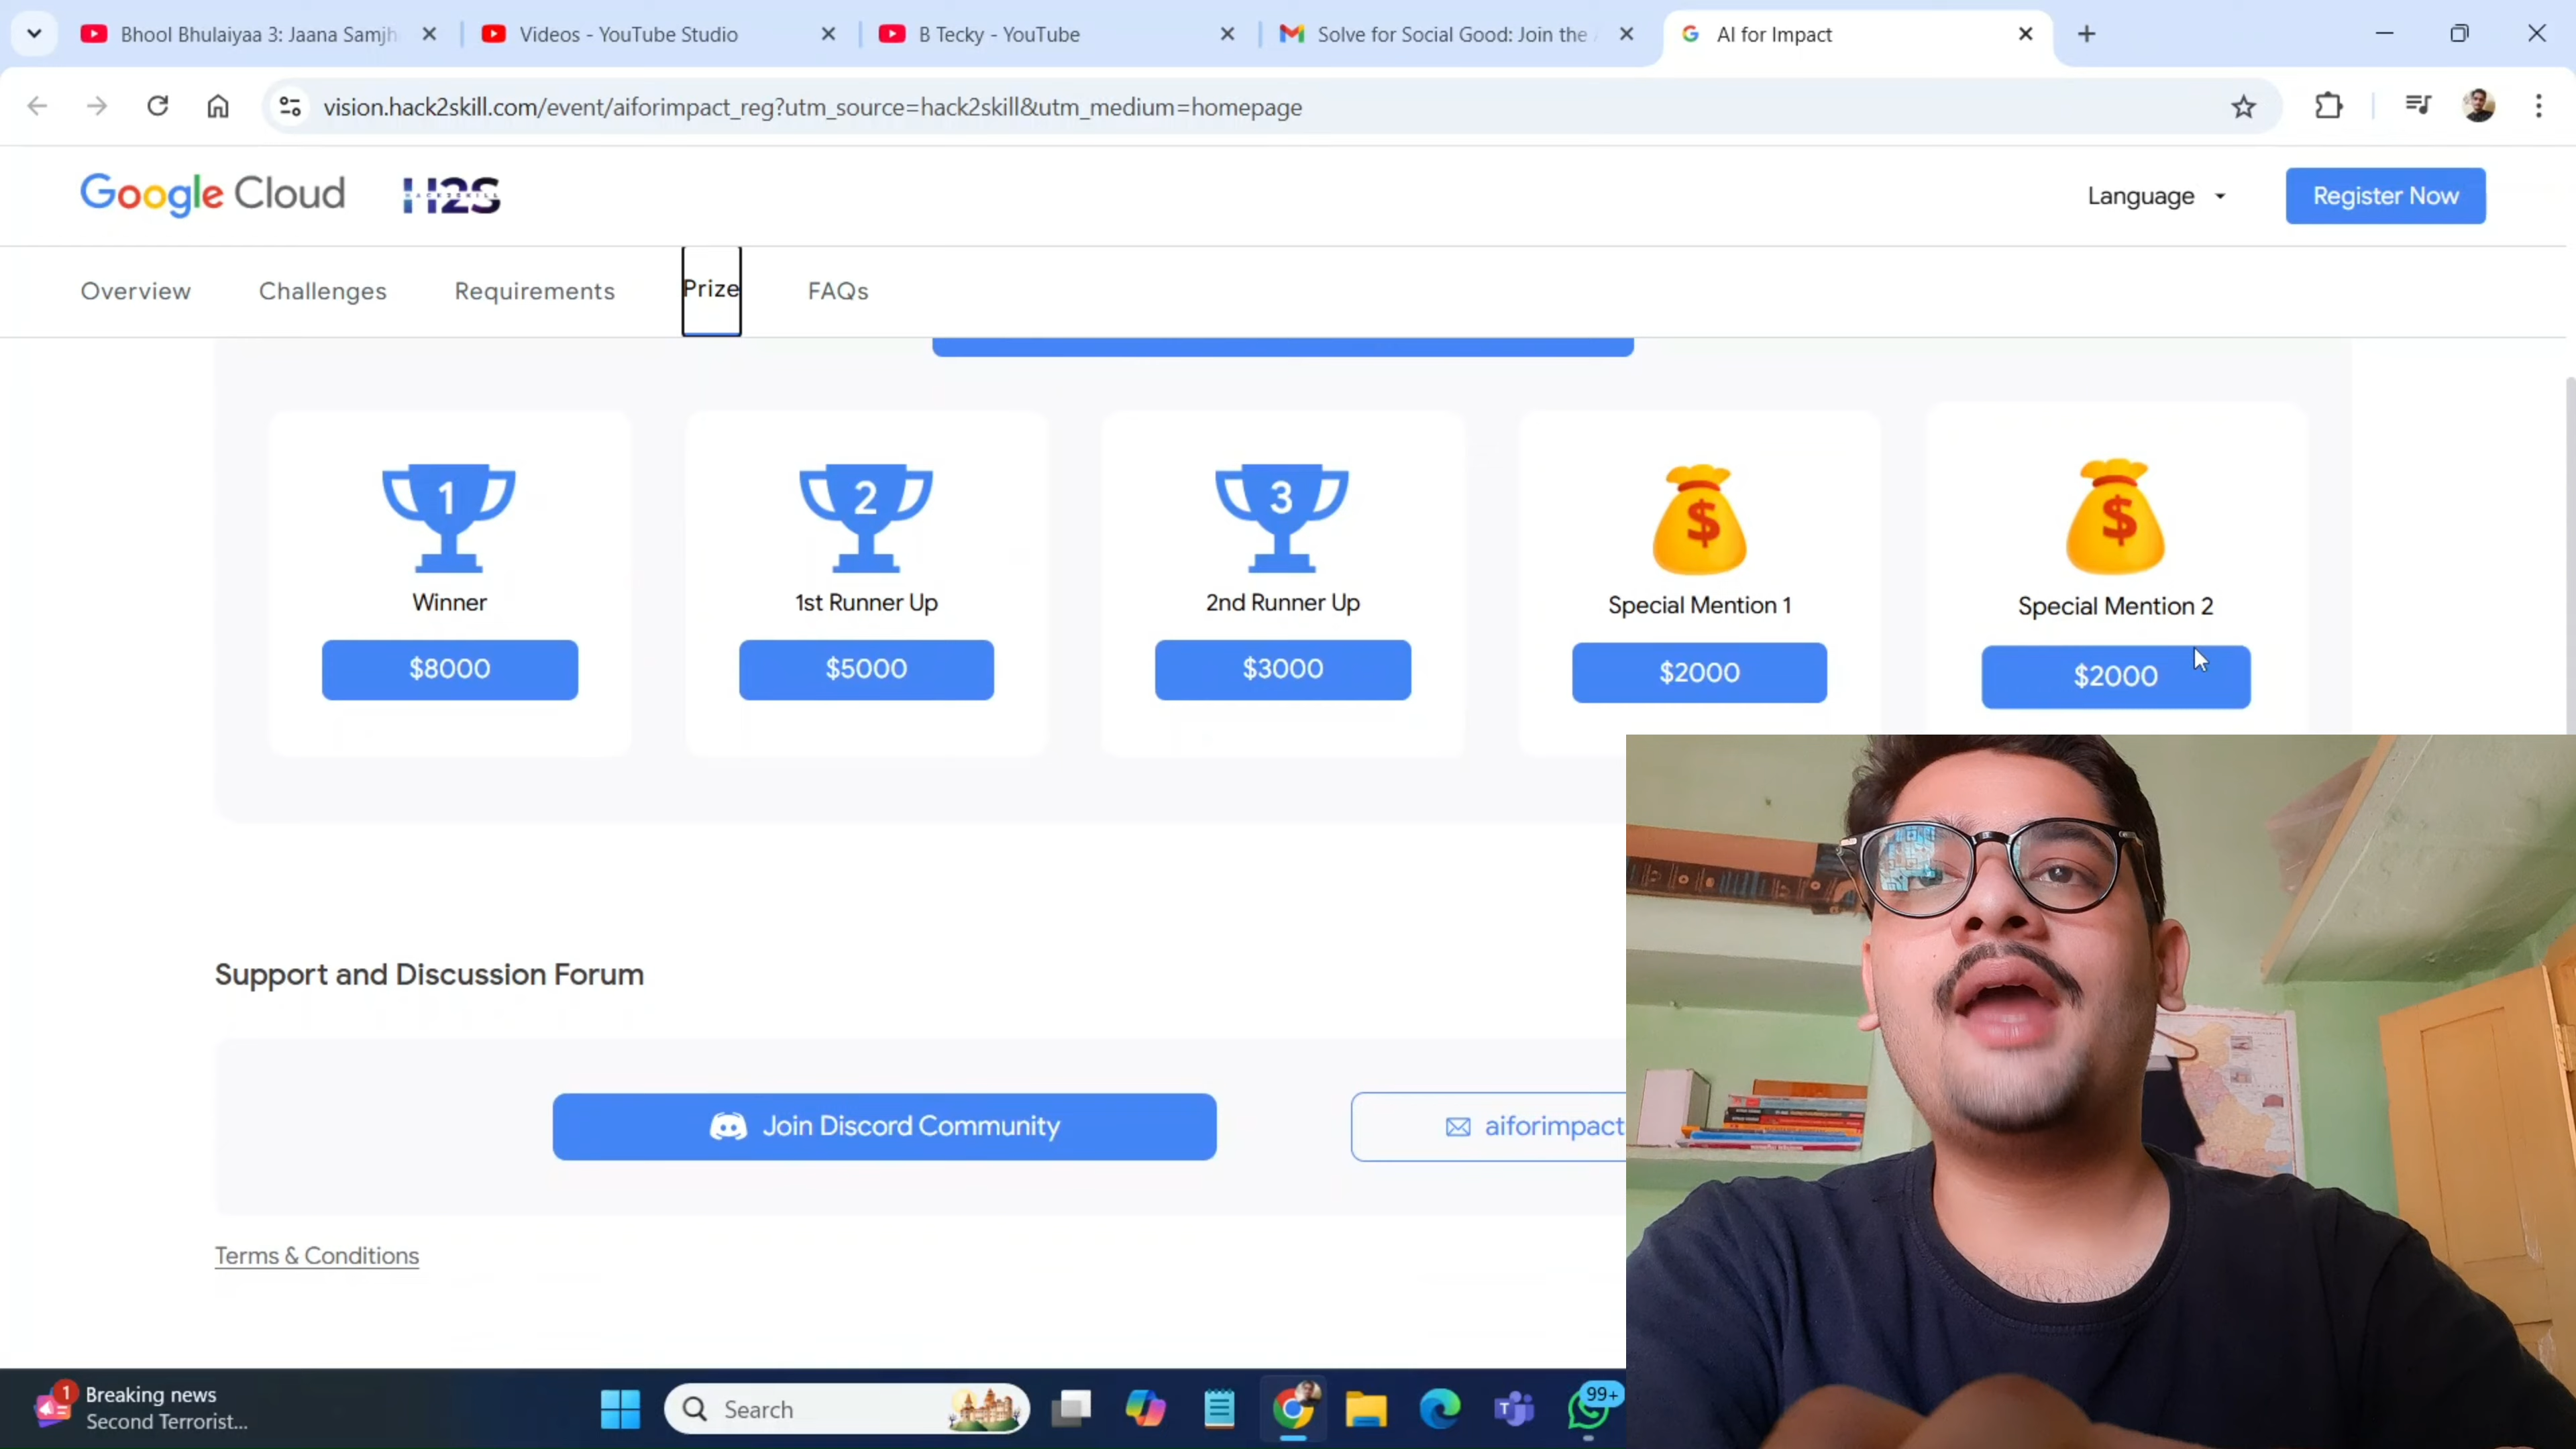 Bhool Bhulaiyaa 3: Jaana Samjh
Videos - YouTube Studio
B Tecky - YouTube
Solve for Social Good: Join the
AI for Impact
vision.hack2skill.com/event/aiforimpact_reg?utm_source=hack2skill&utm_medium=homepage
Google Cloud
H2S
Language
Register Now
Overview
Challenges
Requirements
Prize
FAQs
1
2
3
$
$
Winner
1st Runner Up
2nd Runner Up
Special Mention 1
Special Mention 2
$8000
$5000
$3000
$2000
$2000
Support and Discussion Forum
Join Discord Community
aiforimpact
Terms & Conditions
1
Breaking news
Second Terrorist...
Search
T
99+